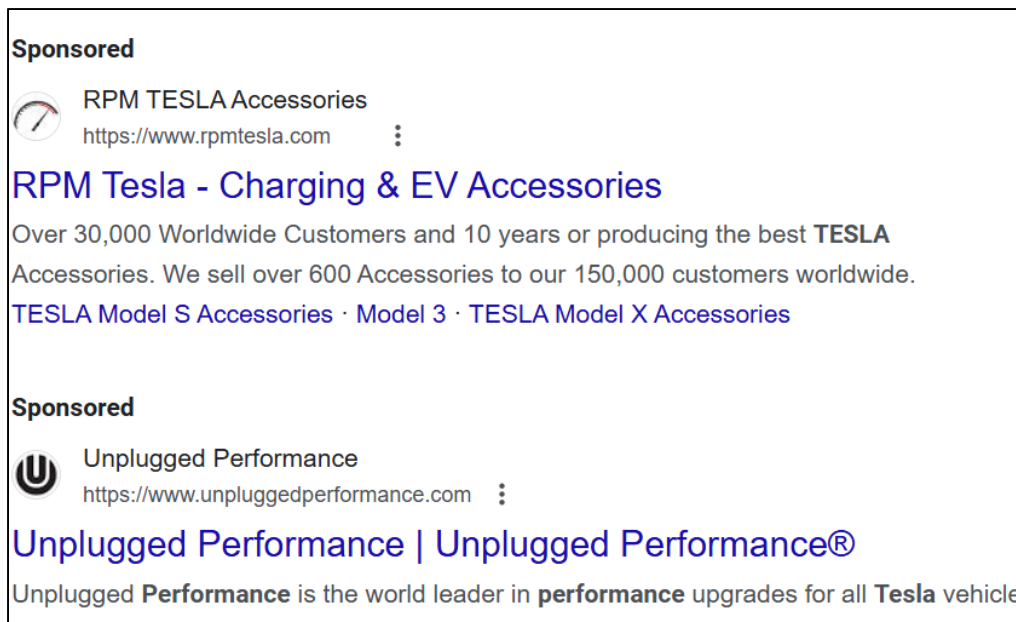 Sponsored
RPM TESLA Accessories
https://www.rpmtesla.com
RPM Tesla - Charging & EV Accessories
Over 30,000 Worldwide Customers and 10 years or producing the best TESLA
Accessories. We sell over 600 Accessories to our 150,000 customers worldwide.
TESLA Model S Accessories · Model 3 · TESLA Model X Accessories
Sponsored
Unplugged Performance
https://www.unpluggedperformance.com
Unplugged Performance | Unplugged Performance®
Unplugged Performance is the world leader in performance upgrades for all Tesla vehicle